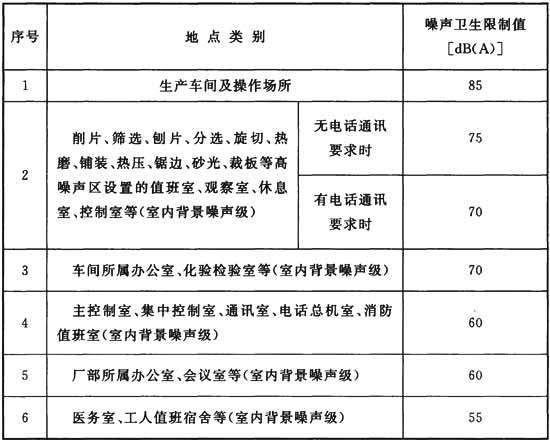 序号
地点类别
噪声卫生限制值
[dB(A)]
1
生产车间及操作场所
85
2
削片、筛选、刨片、分选、旋切、热
磨、铺装、热压、锯边、砂光、裁板等高
噪声区设置的值班室、观察室、休息
室、控制室等(室内背景噪声级)
无电话通讯
要求时
75
有电话通讯
要求时
70
3
车间所属办公室、化验检验室等(室内背景噪声级)
70
4
主控制室、集中控制室、通讯室、电话总机室、消防
值班室(室内背景噪声级)
60
5
厂部所属办公室、会议室等(室内背景噪声级)
60
6
医务室、工人值班宿舍等(室内背景噪声级)
55